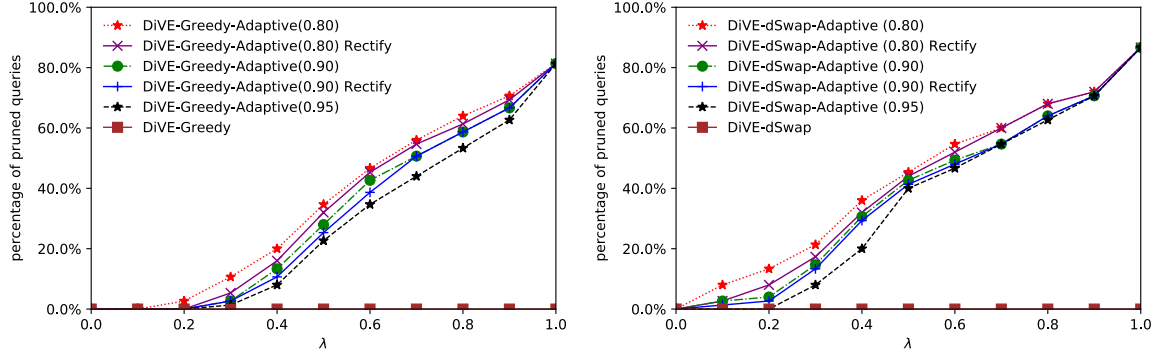 percentage of pruned queries
100.0%
80.0%
60.0%
40.0%
20.0%
0.0%
DiVE-Greedy-Adaptive(0.80)
DiVE-Greedy-Adaptive(0.80) Rectify
DiVE-Greedy-Adaptive(0.90)
DiVE-Greedy-Adaptive(0.90) Rectify
DiVE-Greedy-Adaptive(0.95)
DiVE-Greedy
0.0 0.2 0.4 0.6 0.8 1.0
λ
percentage of pruned queries
100.0%
80.0%
60.0%
40.0%
20.0%
0.0%
DiVE-dSwap-Adaptive (0.80)
DiVE-dSwap-Adaptive (0.80) Rectify
DiVE-dSwap-Adaptive (0.90)
DiVE-dSwap-Adaptive (0.90) Rectify
DiVE-dSwap-Adaptive (0.95)
DiVE-dSwap
0.0 0.2 0.4 0.6 0.8 1.0
λ